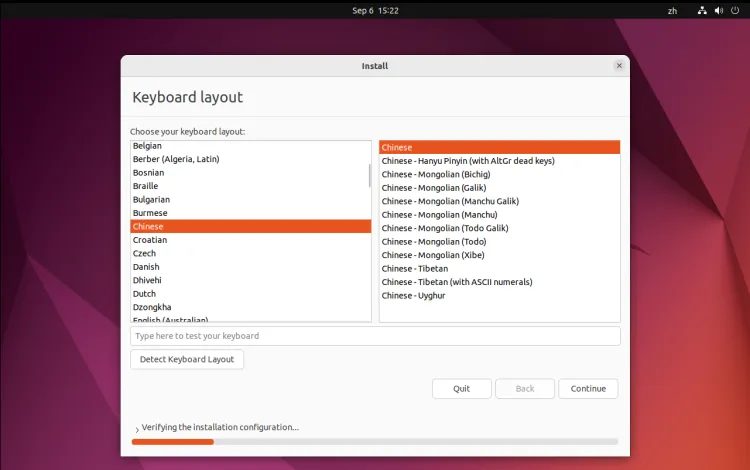 Sep 6 15:22
zh
Install
Keyboard layout
Choose your keyboard layout:
Belgian
Berber (Algeria, Latin)
Bosnian
Braille
Bulgarian
Burmese
Chinese
Croatian
Czech
Danish
Dhivehi
Dutch
Dzongkha
English (Australian)
Chinese
Chinese - Hanyu Pinyin (with AltGr dead keys)
Chinese - Mongolian (Bichig)
Chinese - Mongolian (Galik)
Chinese - Mongolian (Manchu Galik)
Chinese - Mongolian (Manchu)
Chinese - Mongolian (Todo Galik)
Chinese - Mongolian (Todo)
Chinese - Mongolian (Xibe)
Chinese - Tibetan
Chinese - Tibetan (with ASCII numerals)
Chinese - Uyghur
Type here to test your keyboard
Detect Keyboard Layout
Quit
Back
Continue
Verifying the installation configuration...